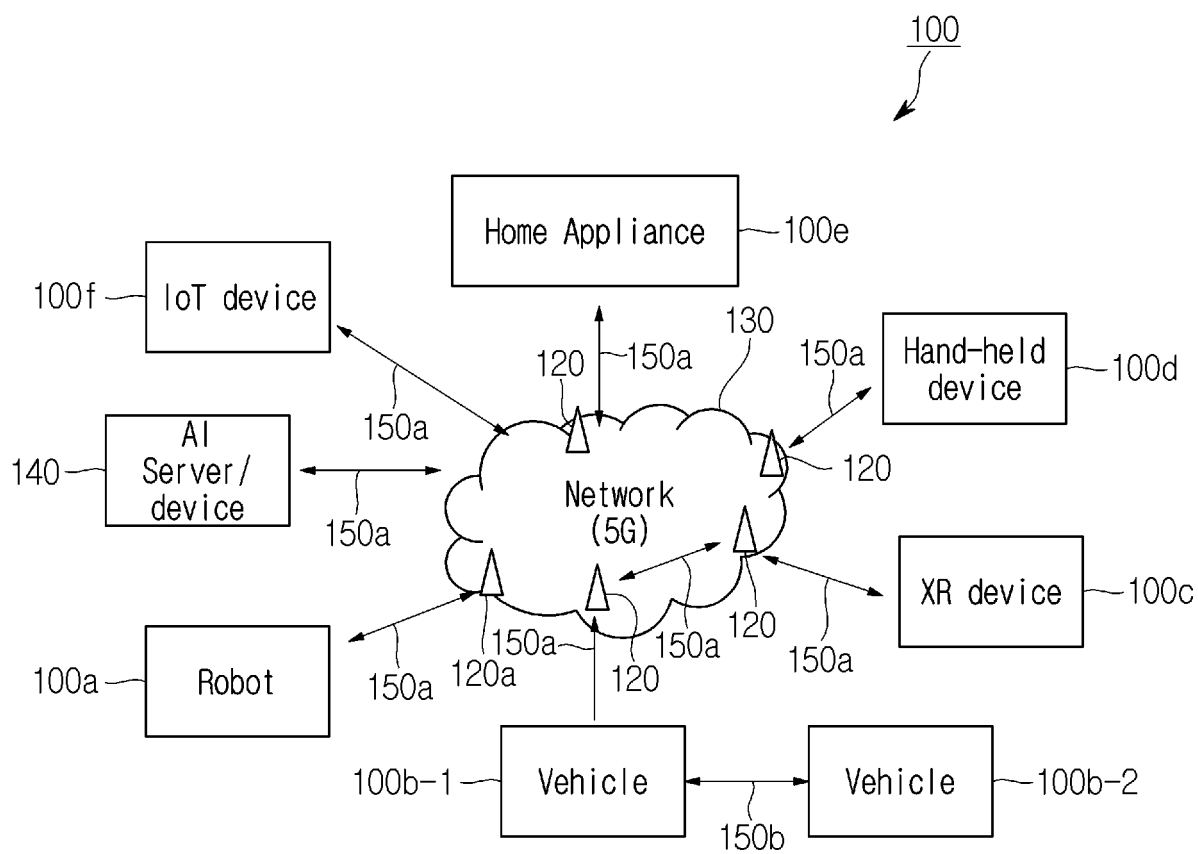 100
Home Appliance
100e
IoT device
100f
130
Hand-held
device
100d
150a
120
150a
150a
AI
Server/
device
140
150a
120
Network
(5G)
XR device
100c
150a
150a
120
150a
120
120a
150a
Robot
100a
Vehicle
100b-1
Vehicle
100b-2
150b